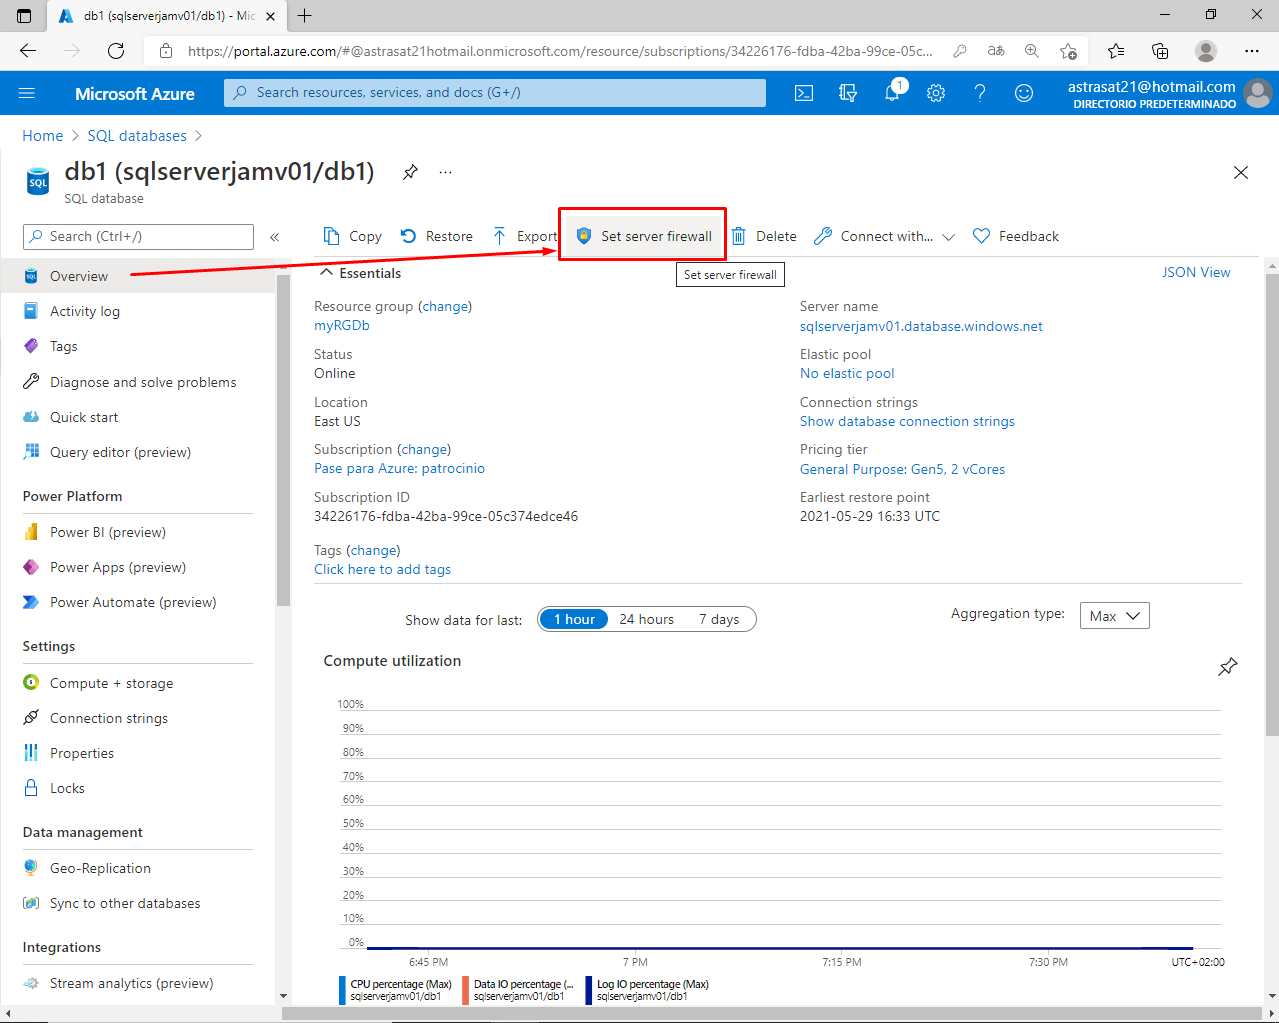 db1 (sqlserverjamv01/db1) - Mic
https://portal.azure.com/#@astrasat21hotmail.onmicrosoft.com/resource/subscriptions/34226176-fdba-42ba-99ce-05c...
aあ
Microsoft Azure
Search resources, services, and docs (G+/)
1
astrasat21@hotmail.com
DIRECTORIO PREDETERMINADO
Home > SQL databases >
SQL
db1 (sqlserverjamv01/db1)
SQL database
Search (Ctrl+/)
Copy
Restore
Export
Set server firewall
Delete
Connect with...
Feedback
Set server firewall
Overview
Activity log
Tags
Diagnose and solve problems
Quick start
Query editor (preview)
Power Platform
Power BI (preview)
Power Apps (preview)
Power Automate (preview)
Settings
Compute + storage
Connection strings
Properties
Locks
Data management
Geo-Replication
Sync to other databases
Integrations
Stream analytics (preview)
Essentials
JSON View
Resource group (change)
myRGDb
Status
Online
Location
East US
Subscription (change)
Pase para Azure: patrocinio
Subscription ID
34226176-fdba-42ba-99ce-05c374edce46
Tags (change)
Click here to add tags
Server name
sqlserverjamv01.database.windows.net
Elastic pool
No elastic pool
Connection strings
Show database connection strings
Pricing tier
General Purpose: Gen5, 2 vCores
Earliest restore point
2021-05-29 16:33 UTC
Show data for last:
1 hour
24 hours
7 days
Aggregation type:
Max
Compute utilization
100%
90%
80%
70%
60%
50%
40%
30%
20%
10%
0%
6:45 PM
7 PM
7:15 PM
7:30 PM
UTC+02:00
CPU percentage (Max)
sqlserverjamv01/db1
Data IO percentage (...
sqlserverjamv01/db1
Log IO percentage (Max)
sqlserverjamv01/db1